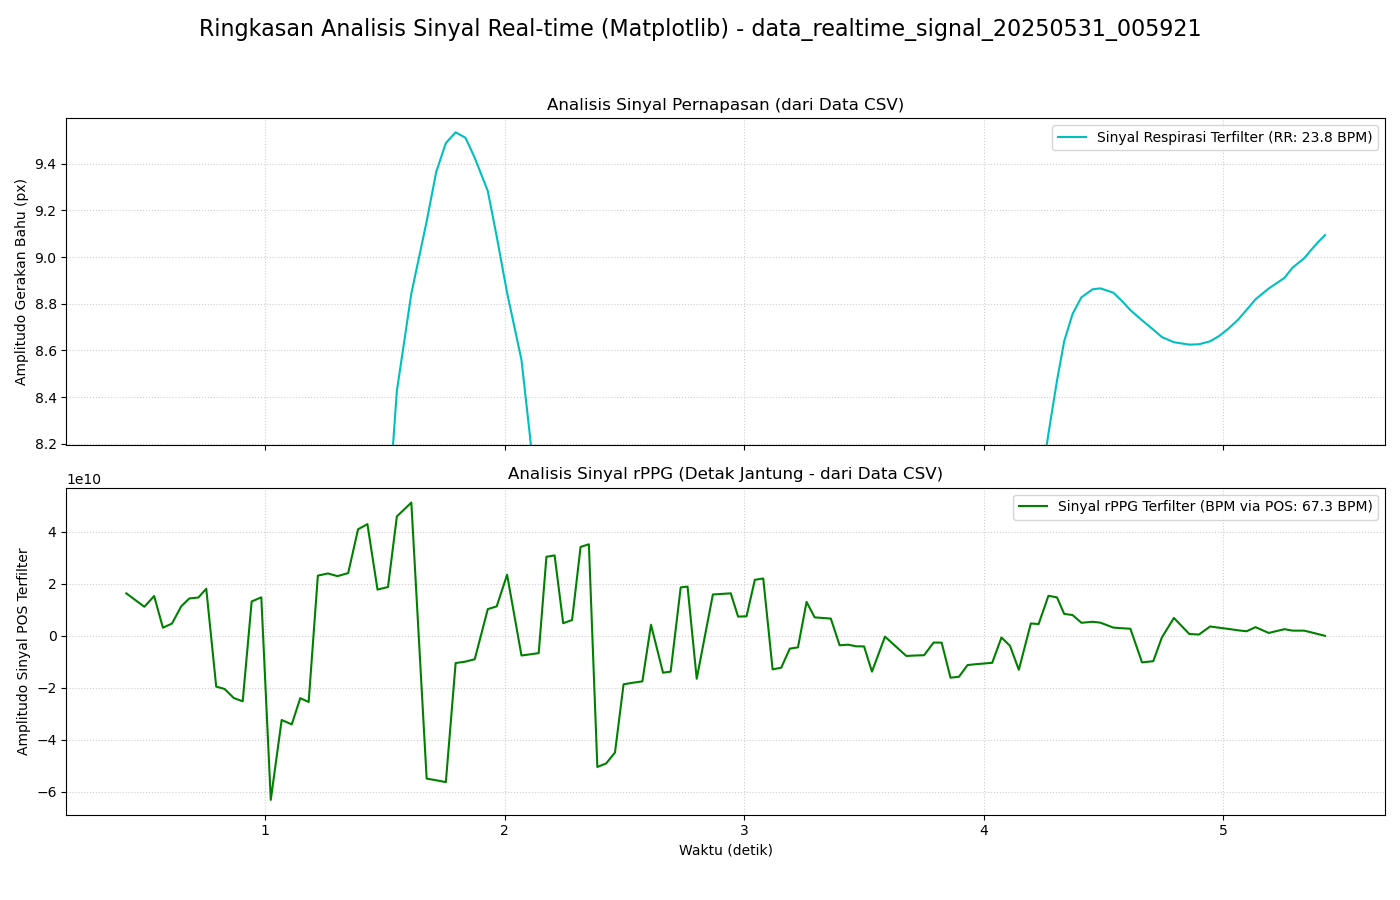 Ringkasan Analisis Sinyal Real-time (Matplotlib) - data_realtime_signal_20250531_005921
Analisis Sinyal Pernapasan (dari Data CSV)
Sinyal Respirasi Terfilter (RR: 23.8 BPM)
Amplitudo Gerakan Bahu (px)
9.4
9.2
9.0
8.8
8.6
8.4
8.2
Analisis Sinyal rPPG (Detak Jantung - dari Data CSV)
1e10
Sinyal rPPG Terfilter (BPM via POS: 67.3 BPM)
Amplitudo Sinyal POS Terfilter
4
2
0
−2
−4
−6
1
2
3
4
5
Waktu (detik)